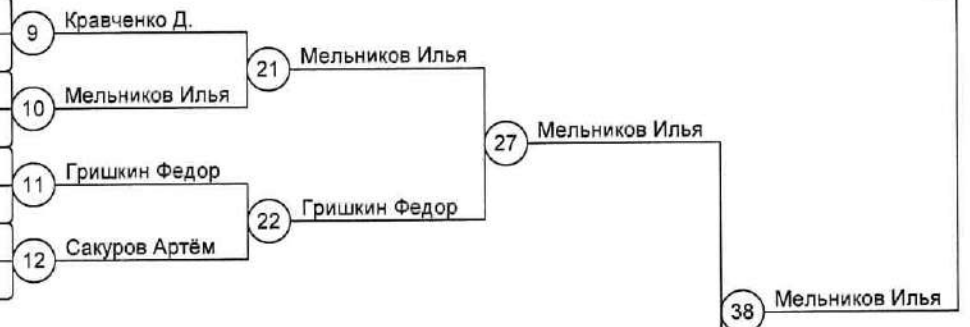 9 Кравченко Д.
21 Мельников Илья
10 Мельников Илья
27 Мельников Илья
11 Гришкин Федор
22 Гришкин Федор
12 Сакуров Артём
38 Мельников Илья